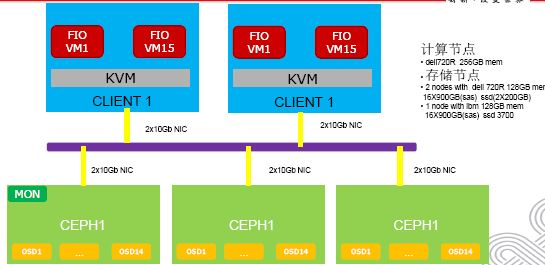 FIO
VM1
FIO
VM15
KVM
CLIENT 1
FIO
VM1
FIO
VM15
KVM
CLIENT 1
计算节点
• dell720R 256GB mem
• 存储节点
• 2 nodes with dell 720R 128GB mem
16X900GB(sas) ssd(2X200GB)
• 1 node with ibm 128GB mem
16X900GB(sas) ssd 3700
2x10Gb NIC
2x10Gb NIC
2x10Gb NIC
2x10Gb NIC
2x10Gb NIC
MON
CEPH1
OSD1
...
OSD14
CEPH1
OSD1
...
OSD14
CEPH1
OSD1
...
OSD14